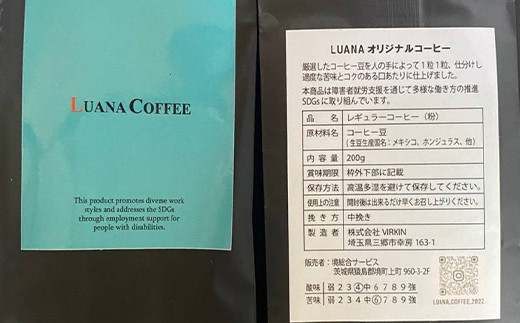 LUANA COFFEE
This product promotes diverse work
styles and addresses the SDGs
through employment support for
people with disabilities.
LUANA オリジナルコーヒー
厳選したコーヒー豆を人の手によって1粒1粒、仕分けし
適度な苦味とコクのある口あたりに仕上げました。
本商品は障害者就労支援を通じて多様な働き方の推進
SDGsに取り組んでいます。
品名 レギュラーコーヒー（粉）
原材料名 コーヒー豆
（生豆生産国名：メキシコ、ホンジュラス、他）
内容量 200g
賞味期限 枠外下部に記載
保存方法 高温多湿を避けて保存してください。
使用上の注意 開封後は出来るだけ早くお召し上がりください。
挽き方 中挽き
製造者 株式会社 VIRKIN
埼玉県三郷市幸房 163-1
販売者：境総合サービス
茨城県猿島郡境町上町 960-3-2F
酸味 弱 2 3 ④ 中 6 7 8 9 強
苦味 弱 2 3 4 中 ⑥ 7 8 9 強
LUANA_COFFEE_2022